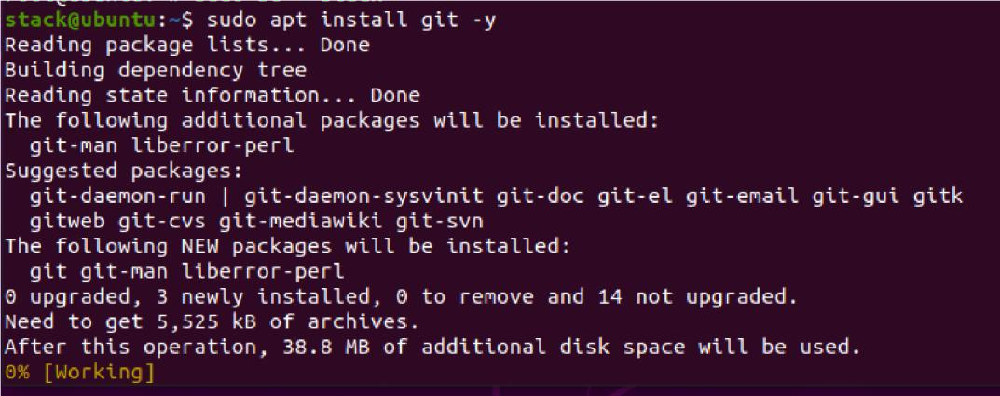 stack@ubuntu:~$ sudo apt install git -y
Reading package lists... Done
Building dependency tree
Reading state information... Done
The following additional packages will be installed:
  git-man liberror-perl
Suggested packages:
  git-daemon-run | git-daemon-sysvinit git-doc git-el git-email git-gui gitk
  gitweb git-cvs git-mediawiki git-svn
The following NEW packages will be installed:
  git git-man liberror-perl
0 upgraded, 3 newly installed, 0 to remove and 14 not upgraded.
Need to get 5,525 kB of archives.
After this operation, 38.8 MB of additional disk space will be used.
0% [Working]